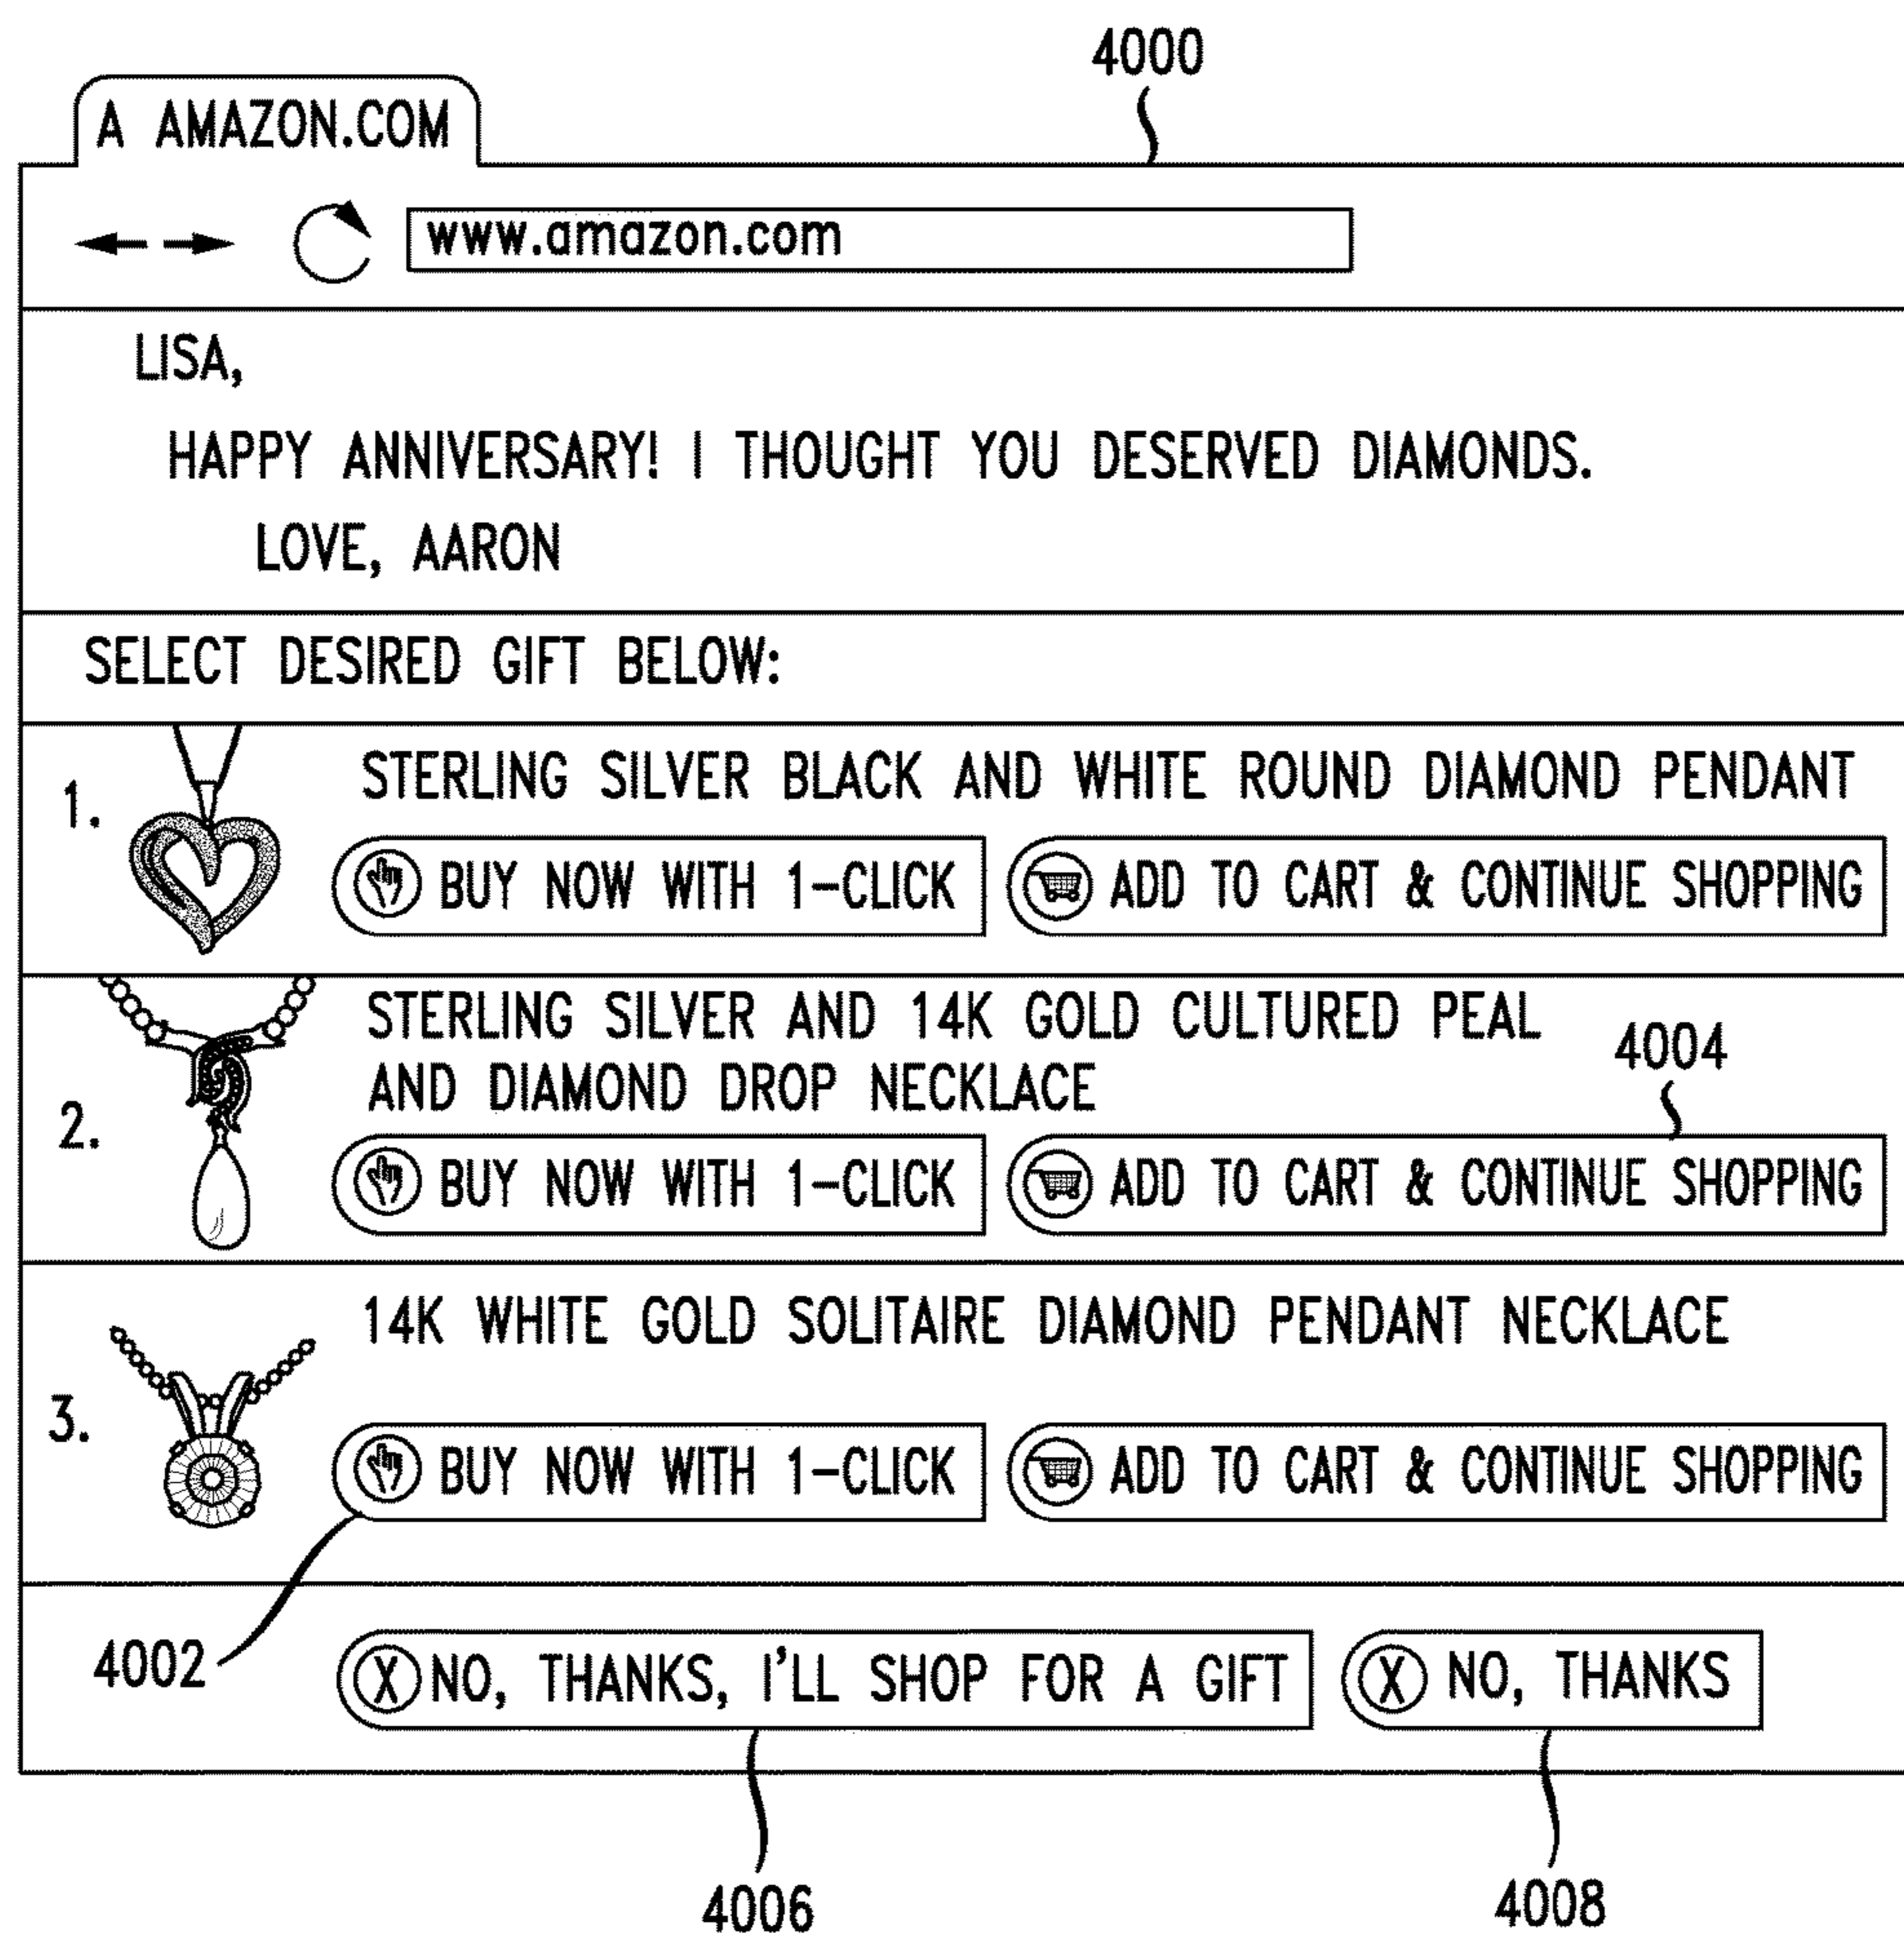 4000
A AMAZON.COM
www.amazon.com
LISA,
HAPPY ANNIVERSARY! I THOUGHT YOU DESERVED DIAMONDS.
LOVE, AARON
SELECT DESIRED GIFT BELOW:
1.
STERLING SILVER BLACK AND WHITE ROUND DIAMOND PENDANT
BUY NOW WITH 1-CLICK
ADD TO CART & CONTINUE SHOPPING
2.
STERLING SILVER AND 14K GOLD CULTURED PEAL
AND DIAMOND DROP NECKLACE
4004
BUY NOW WITH 1-CLICK
ADD TO CART & CONTINUE SHOPPING
3.
14K WHITE GOLD SOLITAIRE DIAMOND PENDANT NECKLACE
BUY NOW WITH 1-CLICK
ADD TO CART & CONTINUE SHOPPING
4002
X NO, THANKS, I'LL SHOP FOR A GIFT
X NO, THANKS
4006
4008